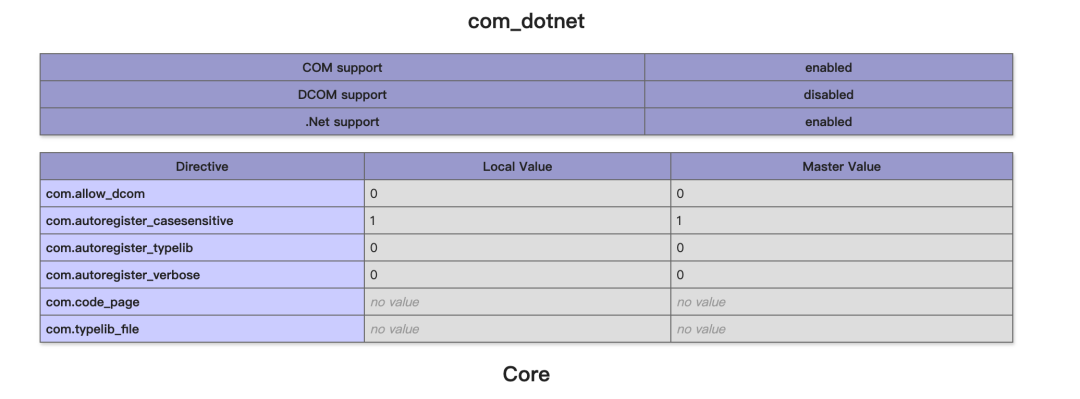 com_dotnet
COM support enabled
DCOM support disabled
.Net support enabled
Directive Local Value Master Value
com.allow_dcom 0 0
com.autoregister_casesensitive 1 1
com.autoregister_typelib 0 0
com.autoregister_verbose 0 0
com.code_page no value no value
com.typelib_file no value no value
Core